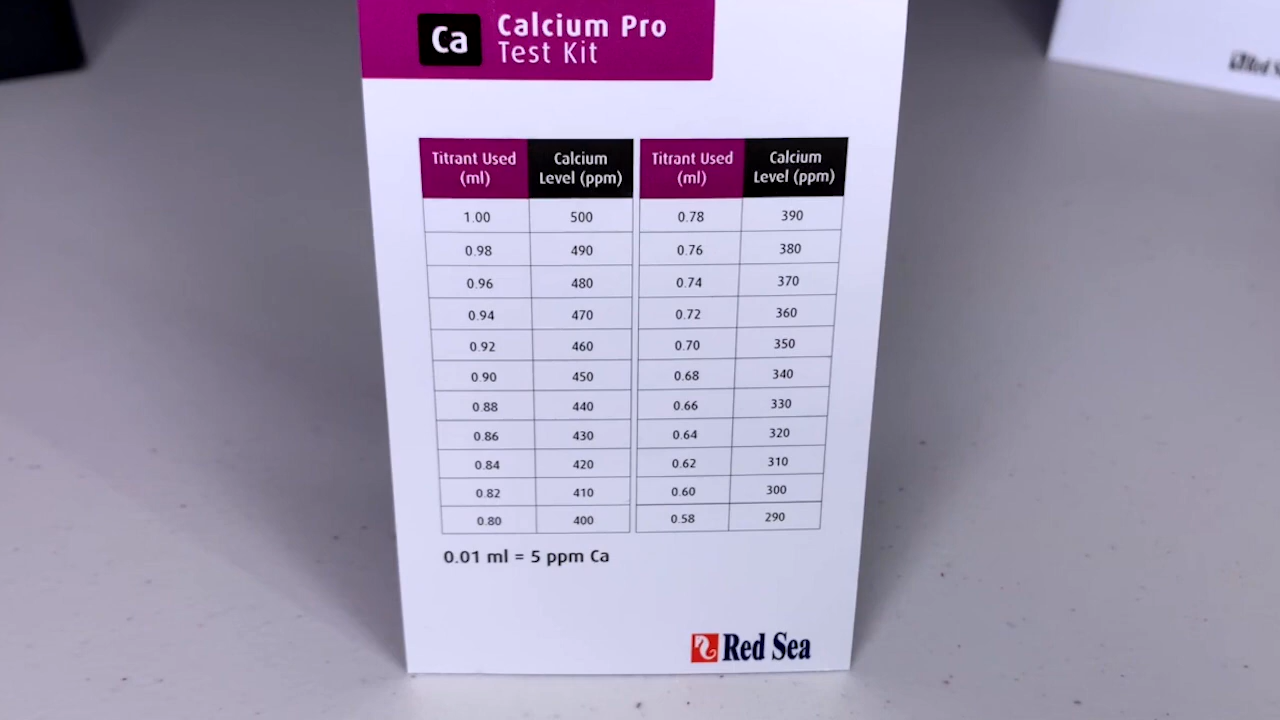 Ca
Calcium Pro
Test Kit
Titrant Used (ml) Calcium Level (ppm) Titrant Used (ml) Calcium Level (ppm)
1.00 500 0.78 390
0.98 490 0.76 380
0.96 480 0.74 370
0.94 470 0.72 360
0.92 460 0.70 350
0.90 450 0.68 340
0.88 440 0.66 330
0.86 430 0.64 320
0.84 420 0.62 310
0.82 410 0.60 300
0.80 400 0.58 290
0.01 ml = 5 ppm Ca
Red Sea
Red